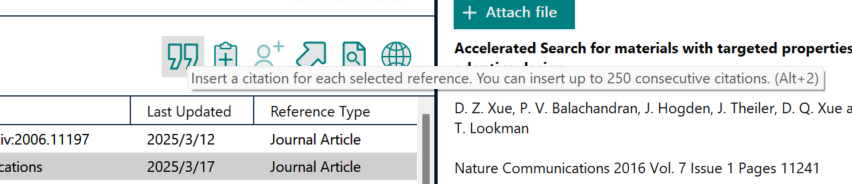 + Attach file
Accelerated Search for materials with targeted properties
Insert a citation for each selected reference. You can insert up to 250 consecutive citations. (Alt+2)
Last Updated Reference Type
iv:2006.11197 2025/3/12 Journal Article
cations 2025/3/17 Journal Article
D. Z. Xue, P. V. Balachandran, J. Hogden, J. Theiler, D. Q. Xue a
T. Lookman
Nature Communications 2016 Vol. 7 Issue 1 Pages 11241